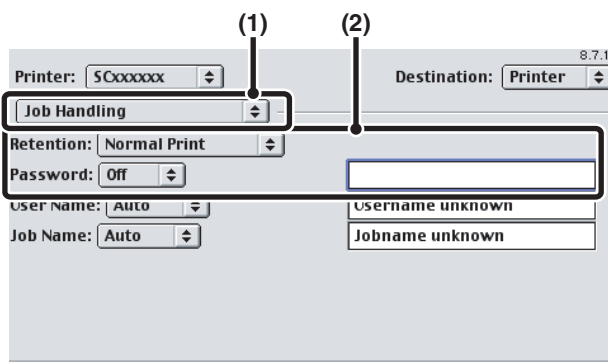 (1) (2)
8.7.1
Printer: SCxxxxxx Destination: Printer
Job Handling
Retention: Normal Print
Password: Off
User Name: Auto Username unknown
Job Name: Auto Jobname unknown